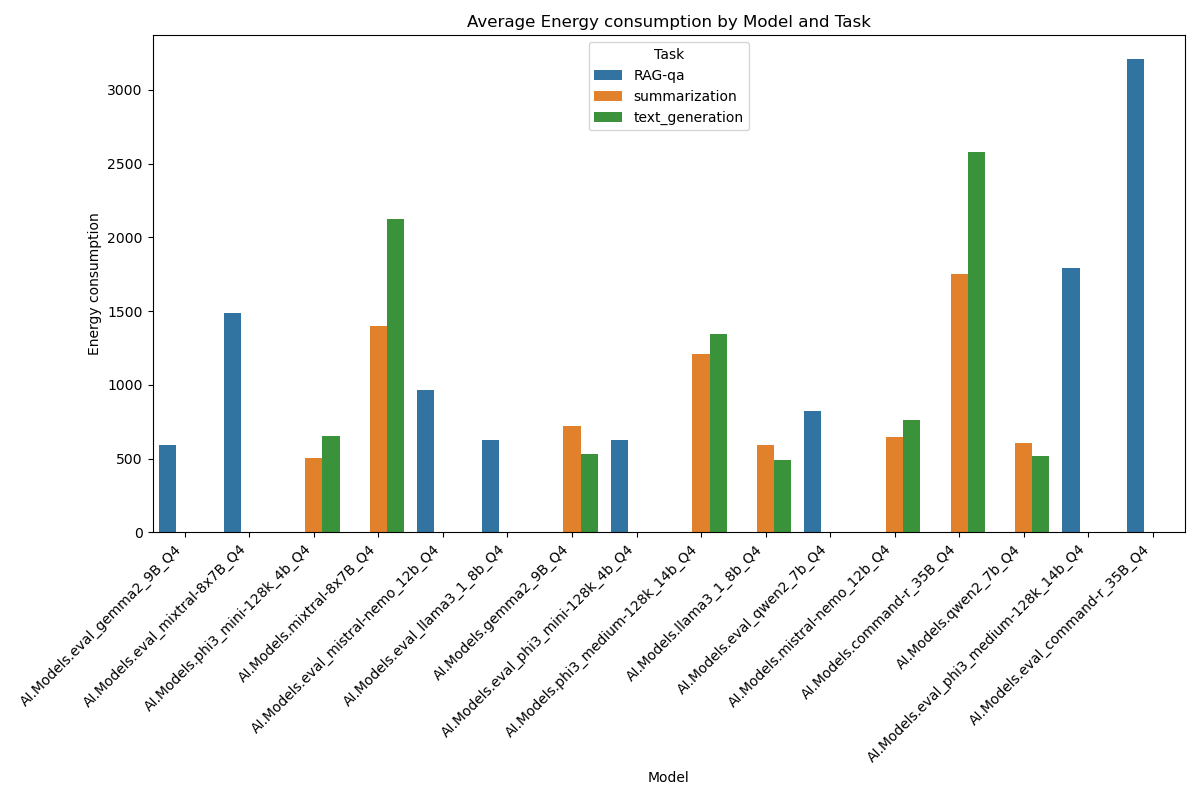 Average Energy consumption by Model and Task
Task
RAG-qa
summarization
text_generation
Energy consumption
3000
2500
2000
1500
1000
500
0
AI.Models.eval_gemma2_9B_Q4
AI.Models.eval_mixtral-8x7B_Q4
AI.Models.phi3_mini-128k_4b_Q4
AI.Models.mixtral-8x7B_Q4
AI.Models.eval_mistral-nemo_12b_Q4
AI.Models.eval_llama3_1_8b_Q4
AI.Models.gemma2_9B_Q4
AI.Models.eval_phi3_mini-128k_4b_Q4
AI.Models.phi3_medium-128k_14b_Q4
AI.Models.llama3_1_8b_Q4
AI.Models.eval_qwen2_7b_Q4
AI.Models.mistral-nemo_12b_Q4
AI.Models.command-r_35B_Q4
AI.Models.qwen2_7b_Q4
AI.Models.eval_phi3_medium-128k_14b_Q4
AI.Models.eval_command-r_35B_Q4
Model